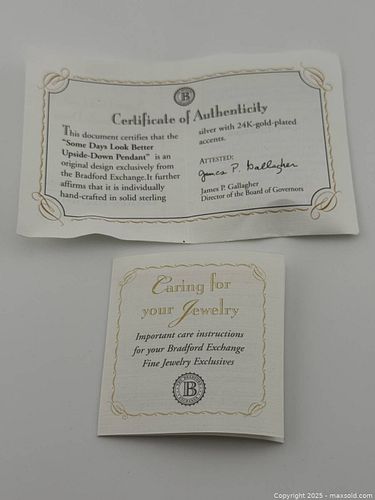 B
Certificate of Authenticity
This document certifies that the
"Some Days Look Better
Upside-Down Pendant" is an
original design exclusively from
the Bradford Exchange.It further
affirms that it is individually
hand-crafted in solid sterling
silver with 24K-gold-plated
accents.
ATTESTED:
James P. Gallagher
James P. Gallagher
Director of the Board of Governors
Caring for
your Jewelry
Important care instructions
for your Bradford Exchange
Fine Jewelry Exclusives
B
Copyright 2025 - maxsold.com